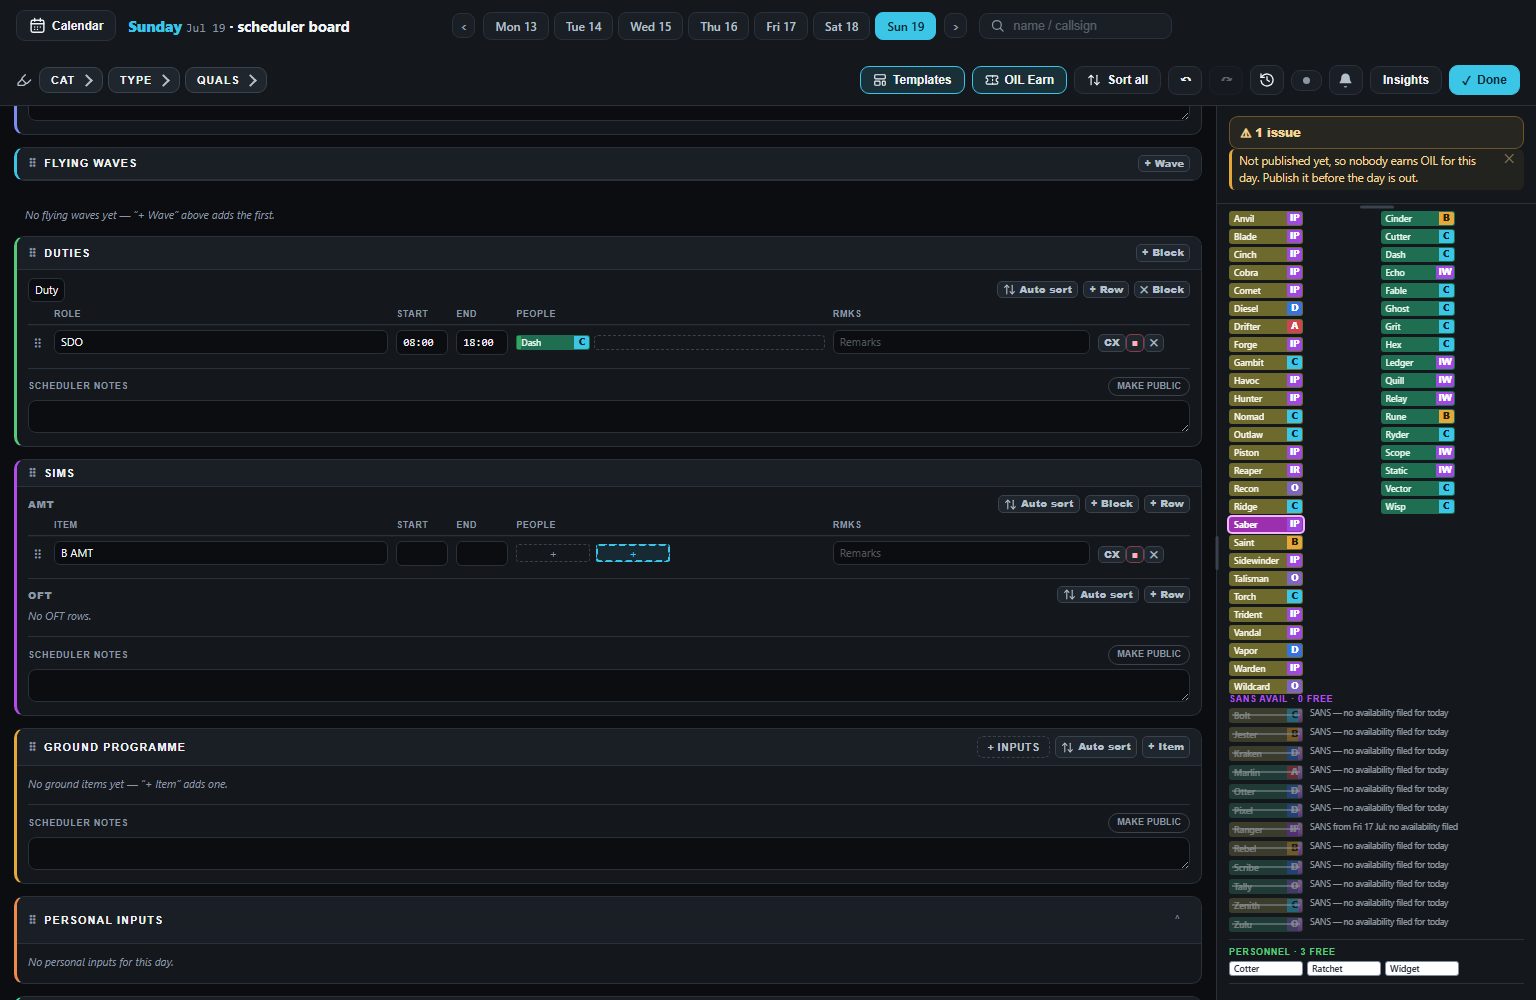 Calendar
Sunday Jul 19 · scheduler board
‹ Mon 13 Tue 14 Wed 15 Thu 16 Fri 17 Sat 18 Sun 19 ›
name / callsign
CAT TYPE QUALS
Templates OIL Earn Sort all Insights ✓ Done
⚠ 1 issue
Not published yet, so nobody earns OIL for this
day. Publish it before the day is out.
FLYING WAVES
+ Wave
No flying waves yet — "+ Wave" above adds the first.
DUTIES
+ Block
Duty
Auto sort + Row ✕ Block
ROLE START END PEOPLE RMKS
SDO 08:00 18:00 Dash C Remarks CX ✕
SCHEDULER NOTES MAKE PUBLIC
SIMS
AMT Auto sort + Block + Row
ITEM START END PEOPLE RMKS
B AMT + + Remarks CX ✕
OFT Auto sort + Row
No OFT rows.
SCHEDULER NOTES MAKE PUBLIC
GROUND PROGRAMME + INPUTS Auto sort + Item
No ground items yet — "+ Item" adds one.
SCHEDULER NOTES MAKE PUBLIC
PERSONAL INPUTS ^
No personal inputs for this day.
Anvil IP Cinder B
Blade IP Cutter C
Cinch IP Dash C
Cobra IP Echo IW
Comet IP Fable C
Diesel D Ghost C
Drifter A Grit C
Forge IP Hex C
Gambit C Ledger IW
Havoc IP Quill IW
Hunter IP Relay IW
Nomad C Rune B
Outlaw C Ryder C
Piston IP Scope IW
Reaper IR Static IW
Recon O Vector C
Ridge C Wisp C
Saber IP
Saint B
Sidewinder IP
Talisman O
Torch C
Trident IP
Vandal IP
Vapor D
Warden IP
Wildcard O
SANS AVAIL · 0 FREE
Bolt C SANS — no availability filed for today
Jester B SANS — no availability filed for today
Kraken D SANS — no availability filed for today
Marlin A SANS — no availability filed for today
Otter D SANS — no availability filed for today
Pixel D SANS — no availability filed for today
Ranger IP SANS from Fri 17 Jul: no availability filed
Rebel B SANS — no availability filed for today
Scribe D SANS — no availability filed for today
Tally O SANS — no availability filed for today
Zenith C SANS — no availability filed for today
Zulu O SANS — no availability filed for today
PERSONNEL · 3 FREE
Cotter Ratchet Widget